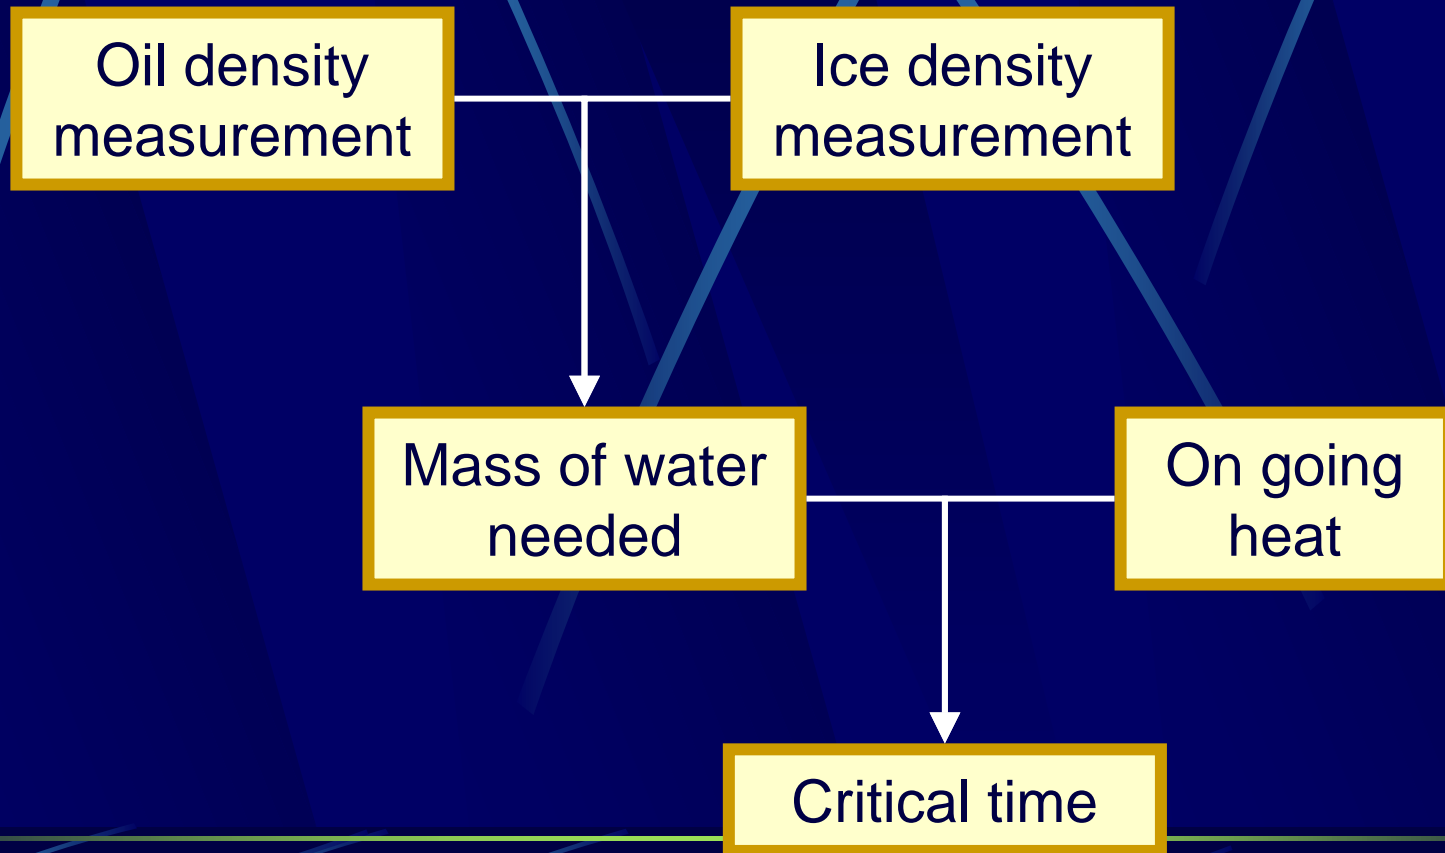 Oil density
measurement
Ice density
measurement
Mass of water
needed
On going
heat
Critical time